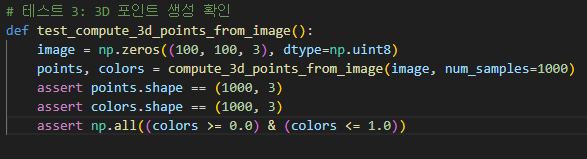 # 테스트 3: 3D 포인트 생성 확인
def test_compute_3d_points_from_image():
    image = np.zeros((100, 100, 3), dtype=np.uint8)
    points, colors = compute_3d_points_from_image(image, num_samples=1000)
    assert points.shape == (1000, 3)
    assert colors.shape == (1000, 3)
    assert np.all((colors >= 0.0) & (colors <= 1.0))